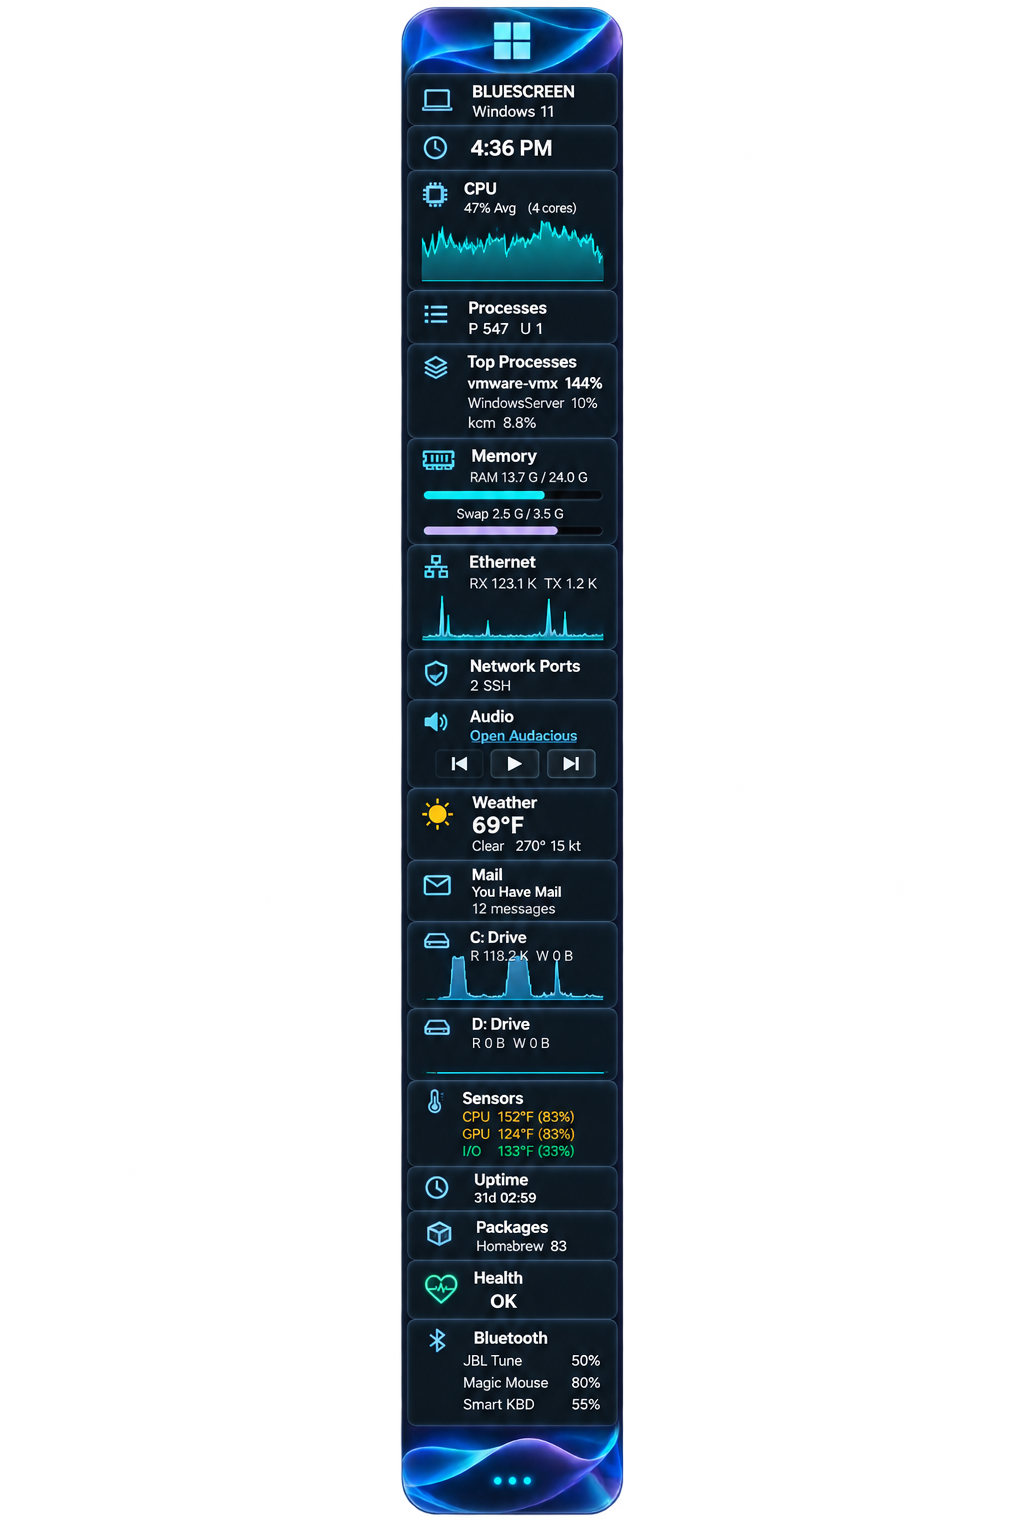 BLUESCREEN
Windows 11
4:36 PM
CPU
47% Avg (4 cores)
Processes
P 547 U 1
Top Processes
vmware-vmx 144%
WindowsServer 10%
kcm 8.8%
Memory
RAM 13.7 G / 24.0 G
Swap 2.5 G / 3.5 G
Ethernet
RX 123.1 K TX 1.2 K
Network Ports
2 SSH
Audio
Open Audacious
Weather
69°F
Clear 270° 15 kt
Mail
You Have Mail
12 messages
C: Drive
R 118.2 K W 0 B
D: Drive
R 0 B W 0 B
Sensors
CPU 152°F (83%)
GPU 124°F (83%)
I/O 133°F (33%)
Uptime
31d 02:59
Packages
Homebrew 83
Health
OK
Bluetooth
JBL Tune 50%
Magic Mouse 80%
Smart KBD 55%